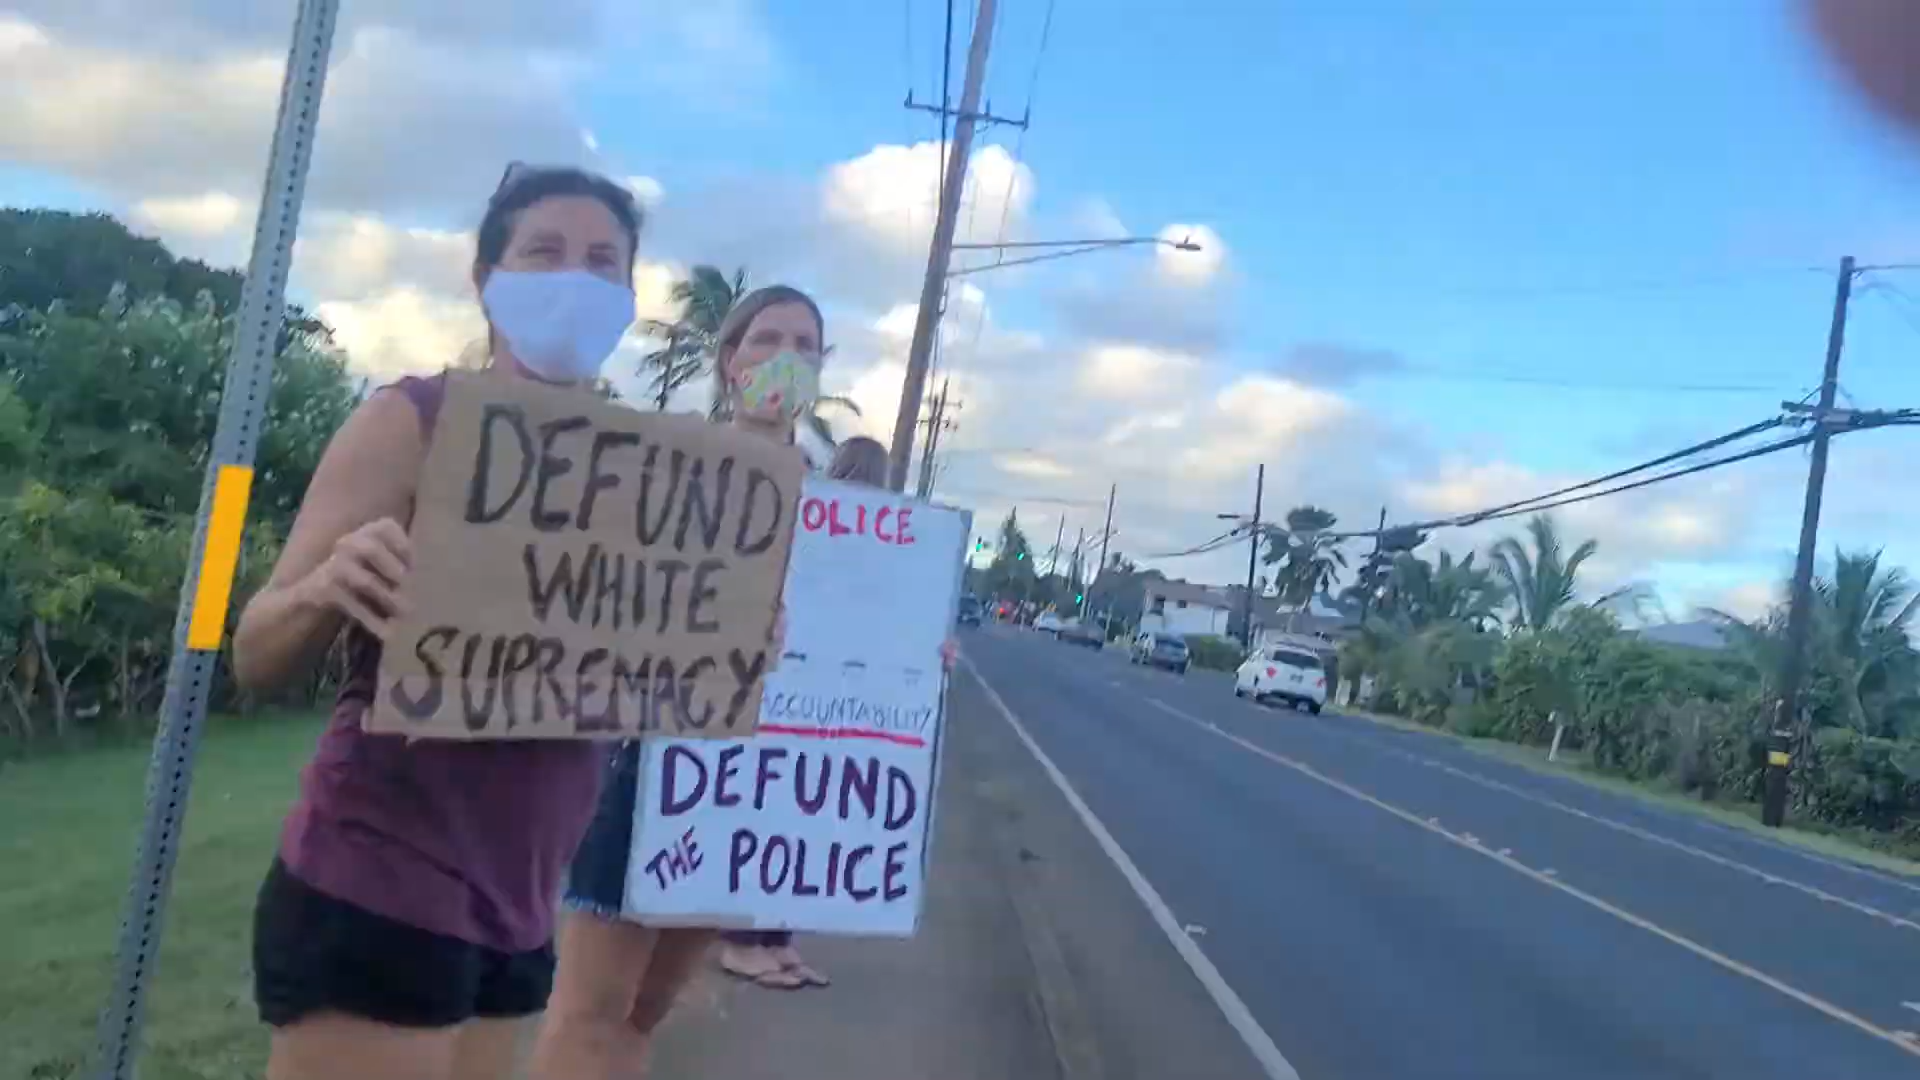 DEFUND
WHITE
SUPREMACY
OLICE
ACCOUNTABILITY
DEFUND
THE POLICE